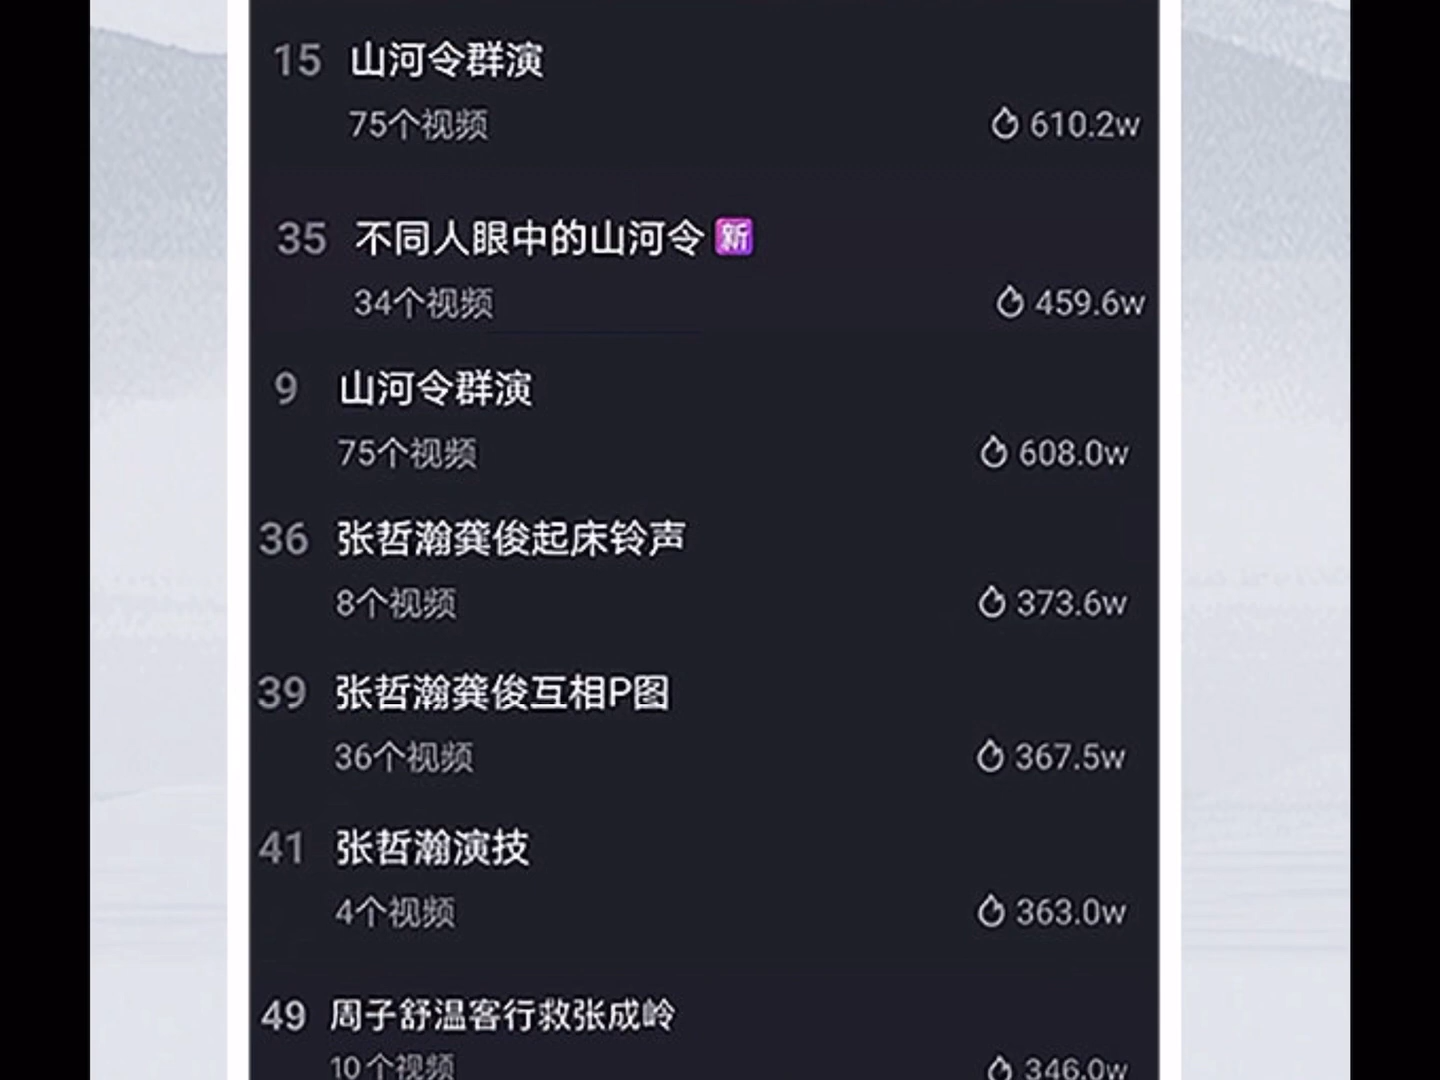 15 山河令群演
75个视频 610.2w
35 不同人眼中的山河令 新
34个视频 459.6w
9 山河令群演
75个视频 608.0w
36 张哲瀚龚俊起床铃声
8个视频 373.6w
39 张哲瀚龚俊互相P图
36个视频 367.5w
41 张哲瀚演技
4个视频 363.0w
49 周子舒温客行救张成岭
10个视频 346.0w